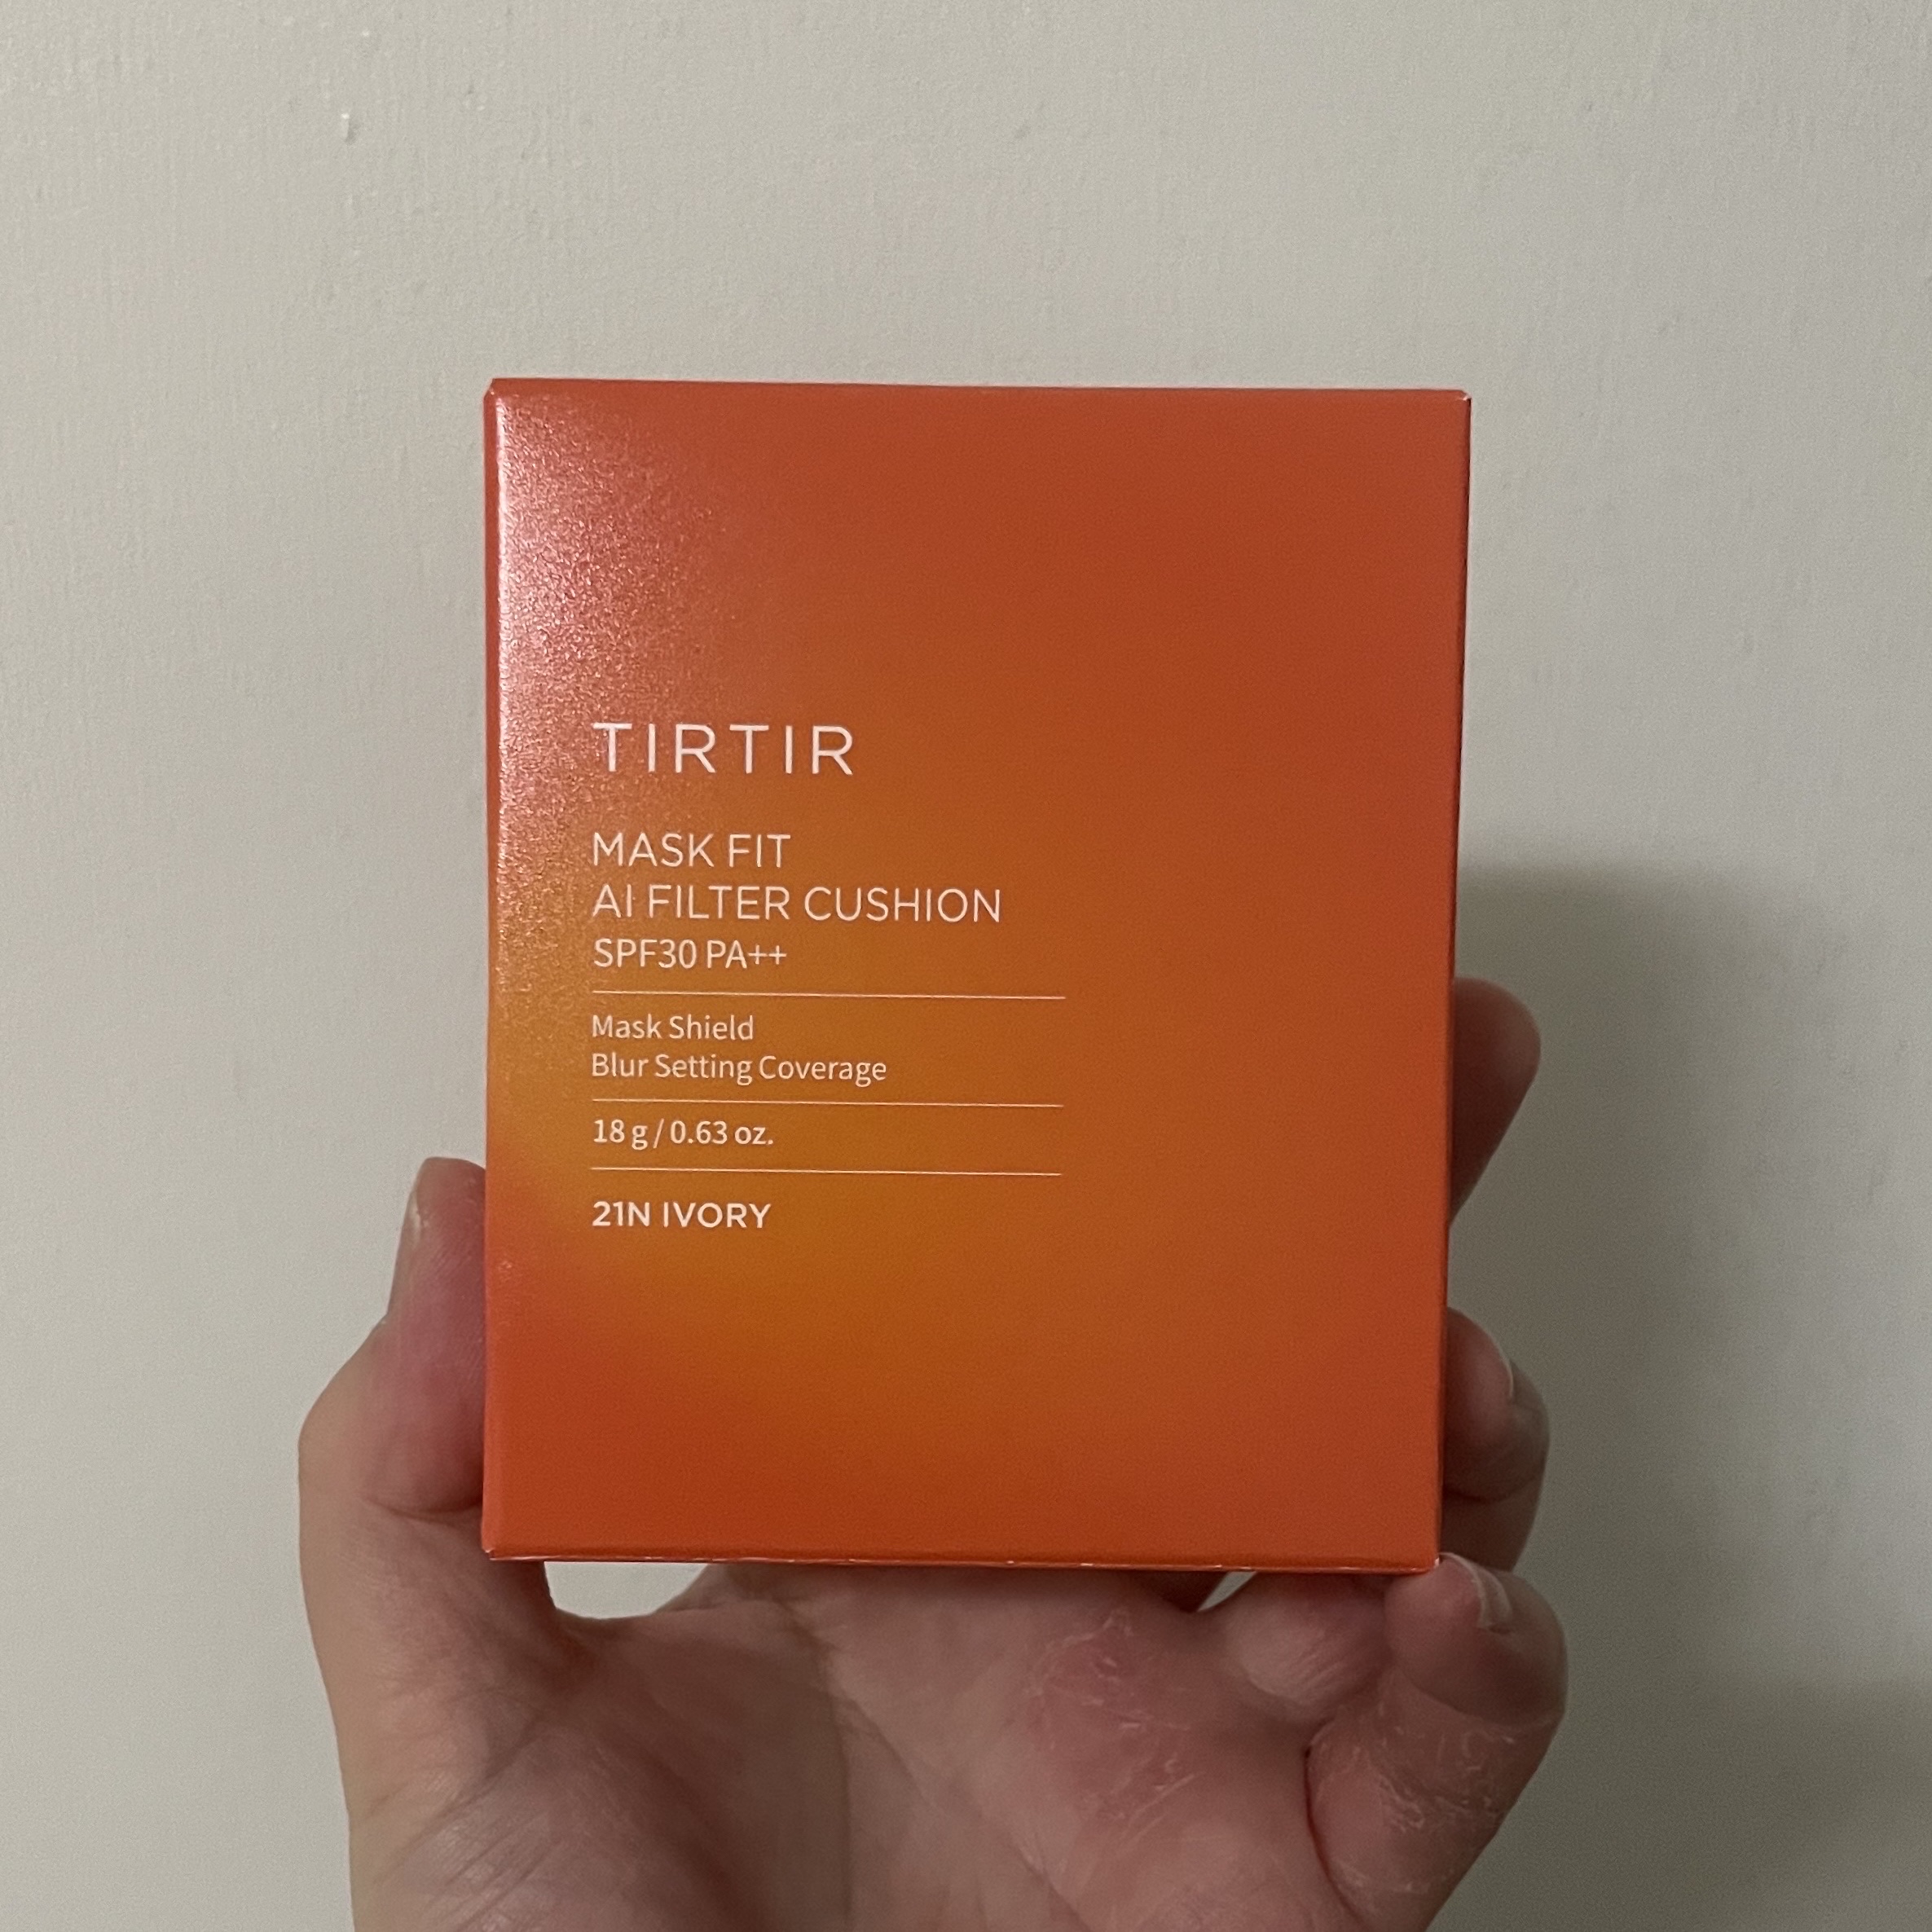 TIRTIR
MASK FIT
AI FILTER CUSHION
SPF30 PA++
Mask Shield
Blur Setting Coverage
18 g / 0.63 oz.
21N IVORY